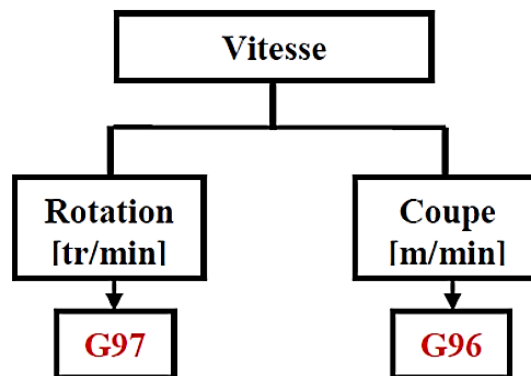 Vitesse
Rotation
[tr/min]
Coupe
[m/min]
G97
G96